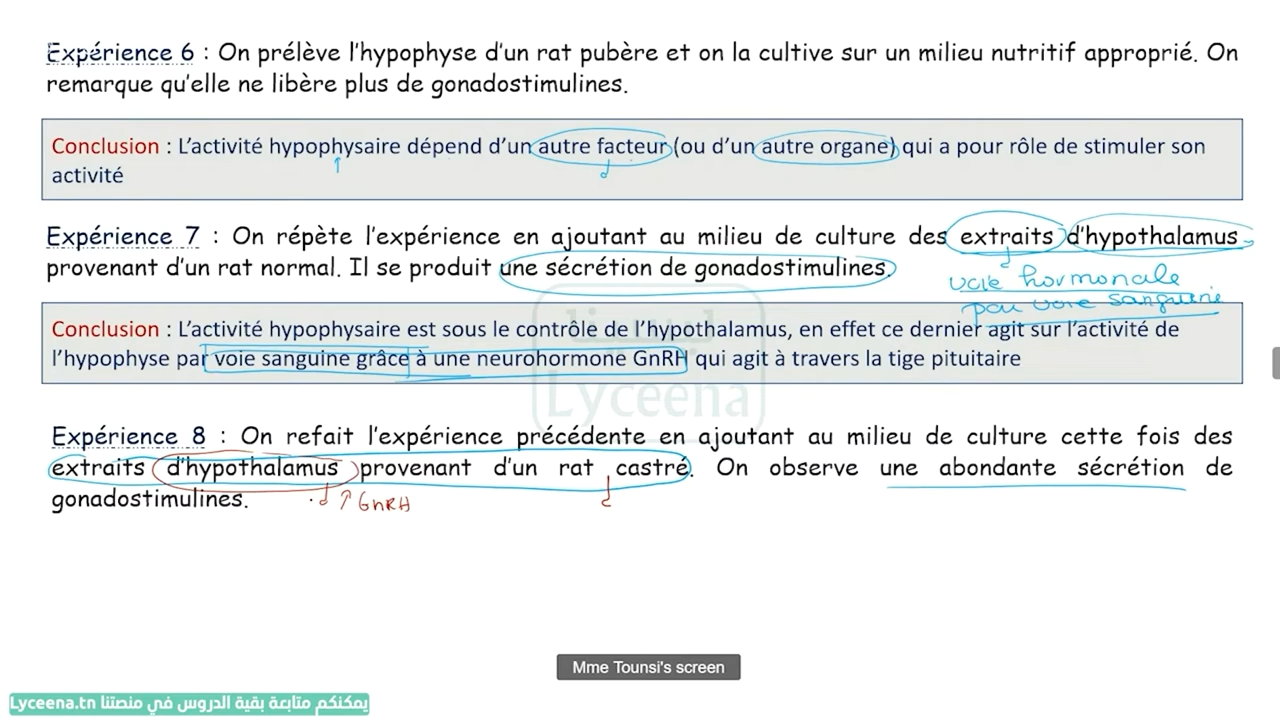 Expérience 6 : On prélève l'hypophyse d'un rat pubère et on la cultive sur un milieu nutritif approprié. On
remarque qu'elle ne libère plus de gonadostimulines.
Conclusion : L'activité hypophysaire dépend d'un autre facteur (ou d'un autre organe) qui a pour rôle de stimuler son
activité
Expérience 7 : On répète l'expérience en ajoutant au milieu de culture des extraits d'hypothalamus
provenant d'un rat normal. Il se produit une sécrétion de gonadostimulines.
voie hormonale
par voie sanguine
Conclusion : L'activité hypophysaire est sous le contrôle de l'hypothalamus, en effet ce dernier agit sur l'activité de
l'hypophyse par voie sanguine grâce à une neurohormone GnRH qui agit à travers la tige pituitaire
ليسينا
Lyceena
Expérience 8 : On refait l'expérience précédente en ajoutant au milieu de culture cette fois des
extraits d'hypothalamus provenant d'un rat castré. On observe une abondante sécrétion de
gonadostimulines.
↑ GnRH
Mme Tounsi's screen
يمكنكم متابعة بقية الدروس في منصتنا Lyceena.tn